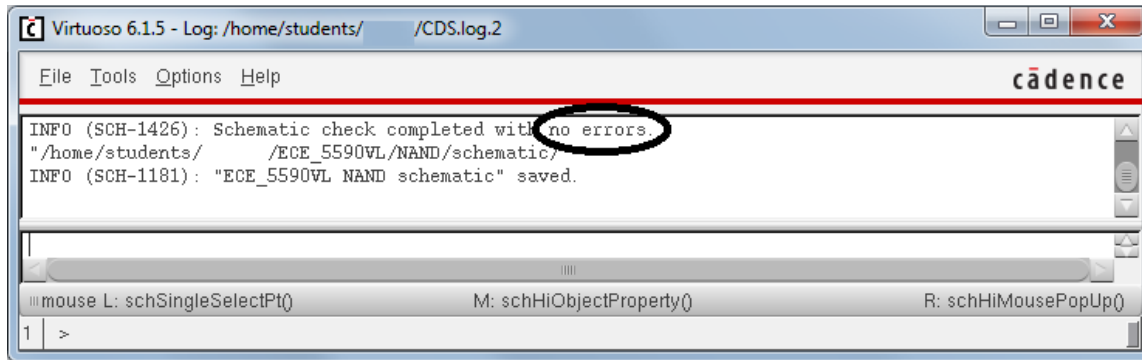 Virtuoso 6.1.5 - Log: /home/students/ /CDS.log.2
File Tools Options Help
cādence
INFO (SCH-1426): Schematic check completed with no errors.
"/home/students/ /ECE_5590VL/NAND/schematic/
INFO (SCH-1181): "ECE_5590VL NAND schematic" saved.
mouse L: schSingleSelectPt() M: schHiObjectProperty() R: schHiMousePopUp()
1 >